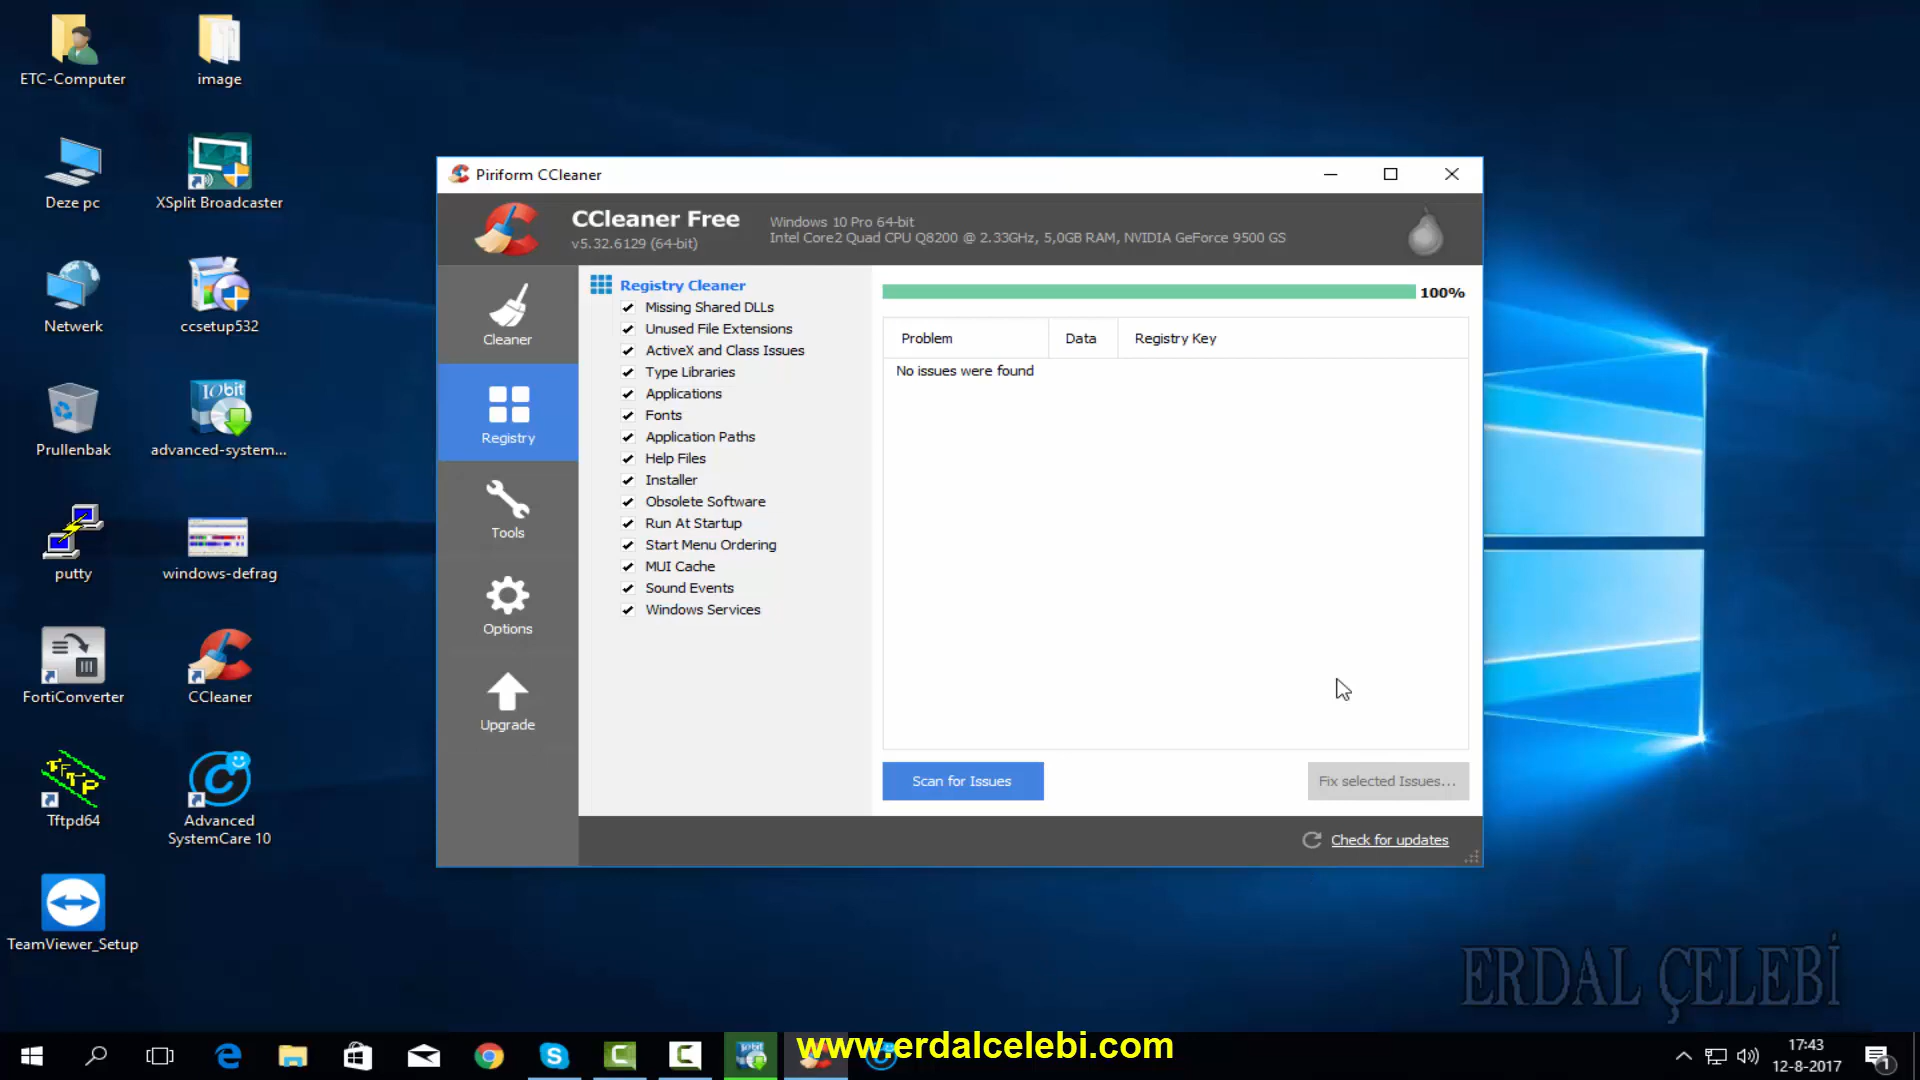 ETC-Computer
image
Deze pc
XSplit Broadcaster
Netwerk
ccsetup532
Prullenbak
IObit
advanced-system...
putty
windows-defrag
FortiConverter
CCleaner
TFTP
Tftpd64
Advanced
SystemCare 10
TeamViewer_Setup
Piriform CCleaner
CCleaner Free
v5.32.6129 (64-bit)
Windows 10 Pro 64-bit
Intel Core2 Quad CPU Q8200 @ 2.33GHz, 5,0GB RAM, NVIDIA GeForce 9500 GS
Cleaner
Registry
Tools
Options
Upgrade
Registry Cleaner
Missing Shared DLLs
Unused File Extensions
ActiveX and Class Issues
Type Libraries
Applications
Fonts
Application Paths
Help Files
Installer
Obsolete Software
Run At Startup
Start Menu Ordering
MUI Cache
Sound Events
Windows Services
100%
Problem Data Registry Key
No issues were found
Scan for Issues
Fix selected Issues...
Check for updates
ERDAL ÇELEBİ
www.erdalcelebi.com
17:43
12-8-2017
1